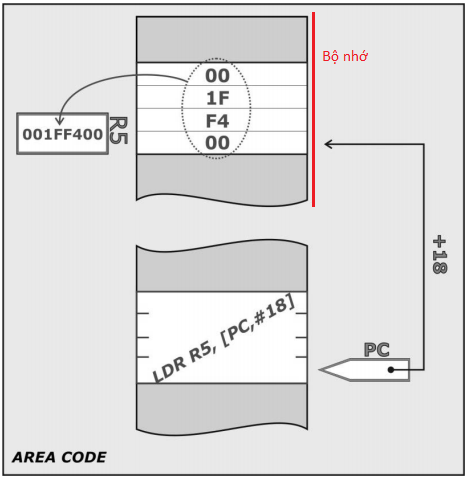 Bộ nhớ
00
1F
F4
00
001FF400
R5
+18
LDR R5, [PC,#18]
PC
AREA CODE